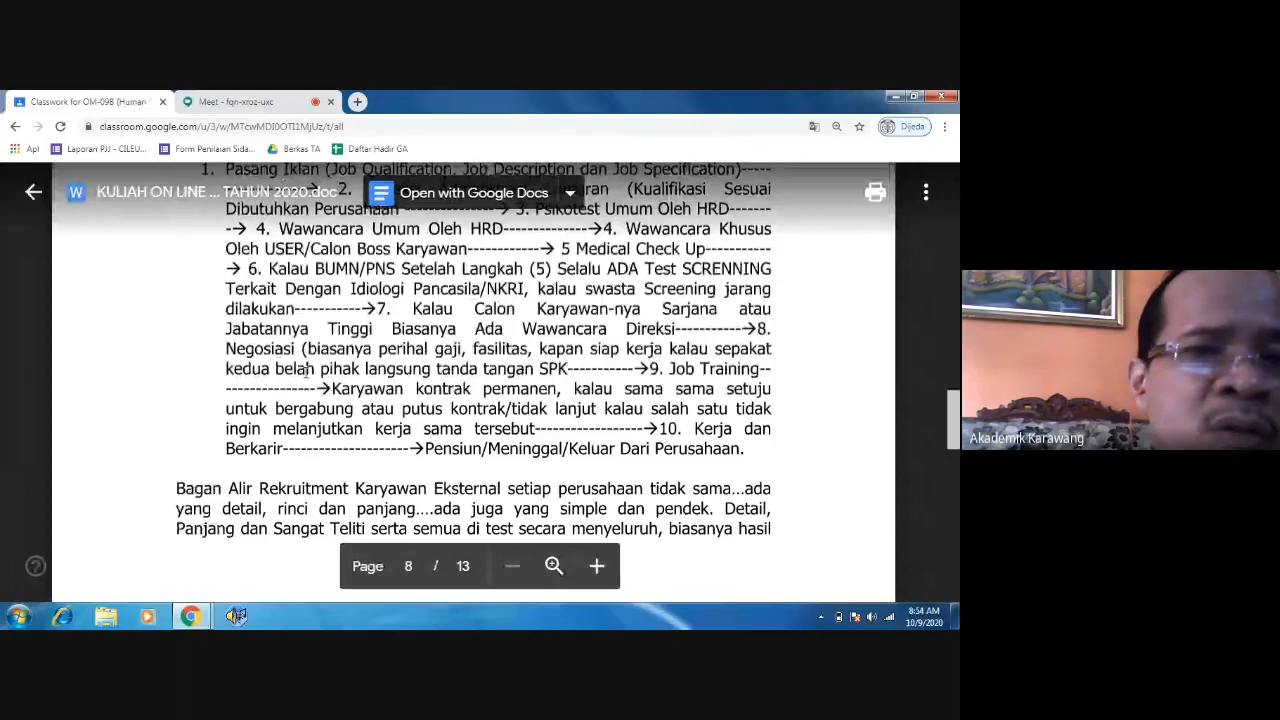 Classwork for OM-09B (Human
Meet - fqn-xroz-uxc
classroom.google.com/u/3/w/MTcwMDI0OTI1MjUz/t/all
Dijeda
Apl
Laporan PJJ - CILEU...
Form Penilaian Sida...
Berkas TA
Daftar Hadir GA
1. Pasang Iklan (Job Qualification, Job Description dan Job Specification)-----
KULIAH ON LINE ... TAHUN 2020.doc
Open with Google Docs
2. (Kualifikasi Sesuai
Dibutuhkan Perusahaan ---------------→ 3. Psikotest Umum Oleh HRD-------
--→ 4. Wawancara Umum Oleh HRD--------------→4. Wawancara Khusus
Oleh USER/Calon Boss Karyawan------------→ 5 Medical Check Up-----------
→ 6. Kalau BUMN/PNS Setelah Langkah (5) Selalu ADA Test SCRENNING
Terkait Dengan Idiologi Pancasila/NKRI, kalau swasta Screening jarang
dilakukan-----------→7. Kalau Calon Karyawan-nya Sarjana atau
Jabatannya Tinggi Biasanya Ada Wawancara Direksi-----------→8.
Negosiasi (biasanya perihal gaji, fasilitas, kapan siap kerja kalau sepakat
kedua belah pihak langsung tanda tangan SPK-----------→9. Job Training--
-----------------→Karyawan kontrak permanen, kalau sama sama setuju
untuk bergabung atau putus kontrak/tidak lanjut kalau salah satu tidak
ingin melanjutkan kerja sama tersebut------------------→10. Kerja dan
Berkarir---------------------→Pensiun/Meninggal/Keluar Dari Perusahaan.
Bagan Alir Rekruitment Karyawan Eksternal setiap perusahaan tidak sama...ada
yang detail, rinci dan panjang....ada juga yang simple dan pendek. Detail,
Panjang dan Sangat Teliti serta semua di test secara menyeluruh, biasanya hasil
Page 8 / 13
8:54 AM
10/9/2020
Akademik Karawang